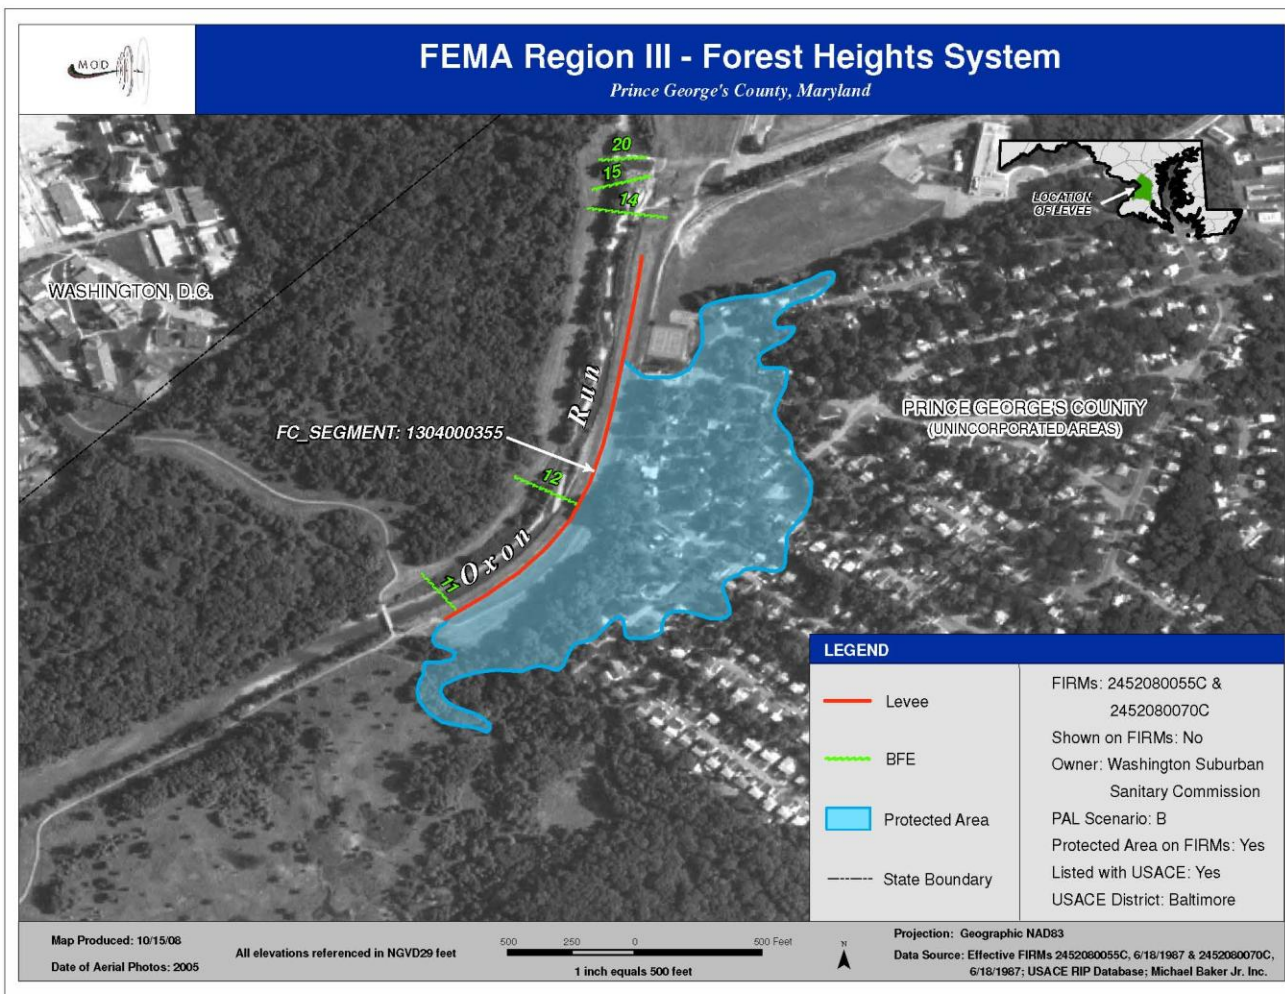 MOD
FEMA Region III - Forest Heights System
Prince George's County, Maryland
20
15
14
LOCATION
OF LEVEE
WASHINGTON, D.C.
Run
PRINCE GEORGE'S COUNTY
(UNINCORPORATED AREAS)
FC_SEGMENT: 1304000355
12
Oxon
11
LEGEND
Levee
BFE
Protected Area
State Boundary
FIRMs: 2452080055C &
2452080070C
Shown on FIRMs: No
Owner: Washington Suburban
Sanitary Commission
PAL Scenario: B
Protected Area on FIRMs: Yes
Listed with USACE: Yes
USACE District: Baltimore
Map Produced: 10/15/08
Date of Aerial Photos: 2005
All elevations referenced in NGVD29 feet
500 250 0 500 Feet
1 inch equals 500 feet
N
Projection: Geographic NAD83
Data Source: Effective FIRMs 2452080055C, 6/18/1987 & 2452080070C,
6/18/1987; USACE RIP Database; Michael Baker Jr. Inc.